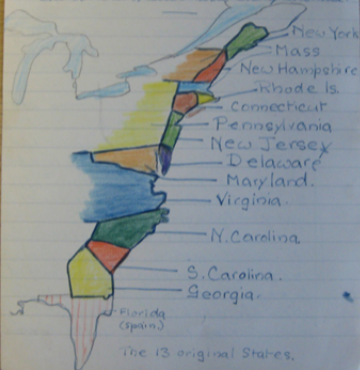 New York
Mass
New Hampshire
Rhode Is.
Connecticut
Pennsylvania
New Jersey
Delaware
Maryland.
Virginia.
N. Carolina
S. Carolina.
Georgia.
Florida
(Spain)
The 13 original States.